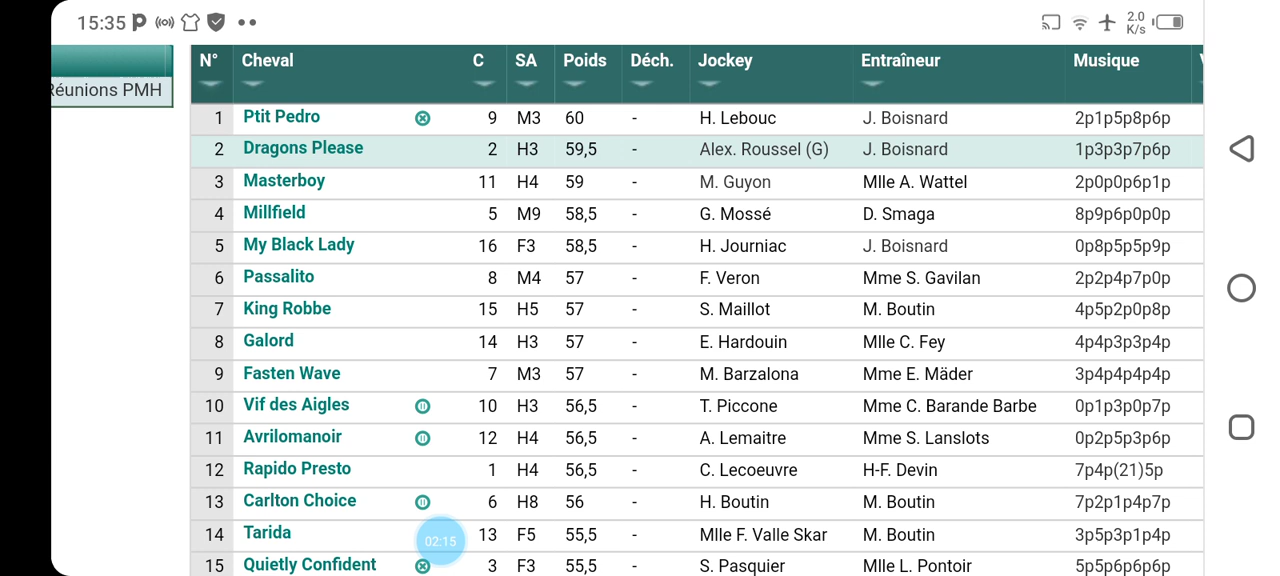 15:35
2.0 K/s
Réunions PMH
N° Cheval C SA Poids Déch. Jockey Entraîneur Musique
1 Ptit Pedro 9 M3 60 - H. Lebouc J. Boisnard 2p1p5p8p6p
2 Dragons Please 2 H3 59,5 - Alex. Roussel (G) J. Boisnard 1p3p3p7p6p
3 Masterboy 11 H4 59 - M. Guyon Mlle A. Wattel 2p0p0p6p1p
4 Millfield 5 M9 58,5 - G. Mossé D. Smaga 8p9p6p0p0p
5 My Black Lady 16 F3 58,5 - H. Journiac J. Boisnard 0p8p5p5p9p
6 Passalito 8 M4 57 - F. Veron Mme S. Gavilan 2p2p4p7p0p
7 King Robbe 15 H5 57 - S. Maillot M. Boutin 4p5p2p0p8p
8 Galord 14 H3 57 - E. Hardouin Mlle C. Fey 4p4p3p3p4p
9 Fasten Wave 7 M3 57 - M. Barzalona Mme E. Mäder 3p4p4p4p4p
10 Vif des Aigles 10 H3 56,5 - T. Piccone Mme C. Barande Barbe 0p1p3p0p7p
11 Avrilomanoir 12 H4 56,5 - A. Lemaitre Mme S. Lanslots 0p2p5p3p6p
12 Rapido Presto 1 H4 56,5 - C. Lecoeuvre H-F. Devin 7p4p(21)5p
13 Carlton Choice 6 H8 56 - H. Boutin M. Boutin 7p2p1p4p7p
14 Tarida 13 F5 55,5 - Mlle F. Valle Skar M. Boutin 3p5p3p1p4p
02:15
15 Quietly Confident 3 F3 55,5 - S. Pasquier Mlle L. Pontoir 5p5p6p6p6p